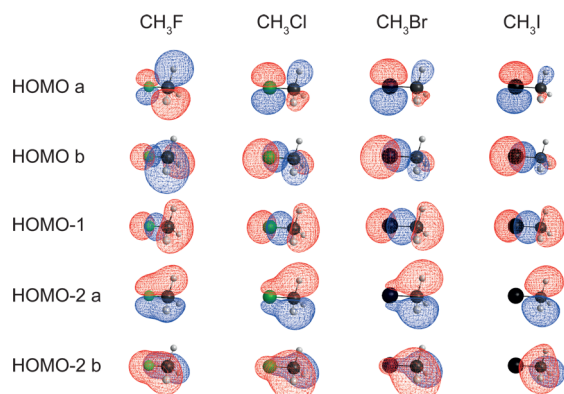 CH₃F CH₃Cl CH₃Br CH₃I
HOMO a
HOMO b
HOMO-1
HOMO-2 a
HOMO-2 b